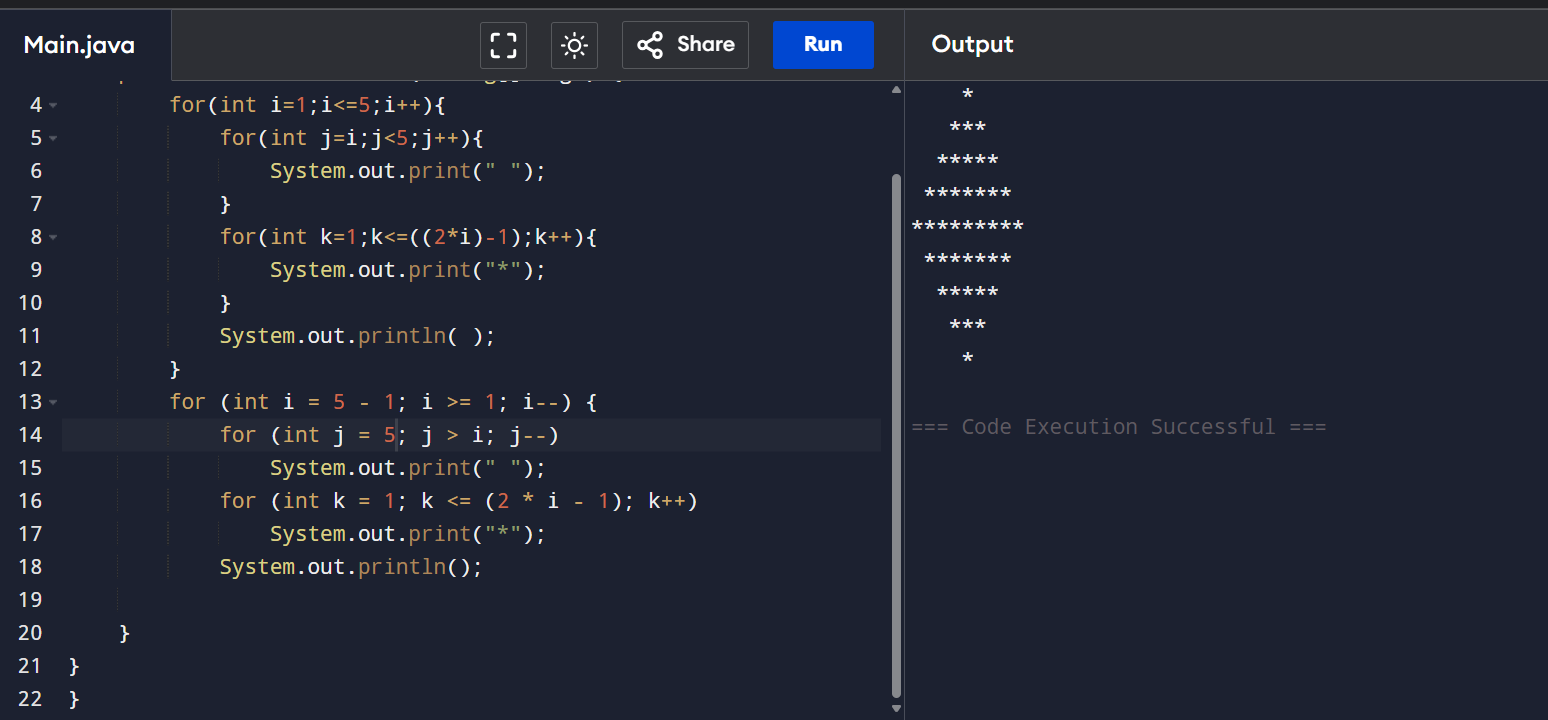 Main.java
Share
Run
Output
4 for(int i=1;i<=5;i++){
5 for(int j=i;j<5;j++){
6 System.out.print(" ");
7 }
8 for(int k=1;k<=((2*i)-1);k++){
9 System.out.print("*");
10 }
11 System.out.println( );
12 }
13 for (int i = 5 - 1; i >= 1; i--) {
14 for (int j = 5; j > i; j--)
15 System.out.print(" ");
16 for (int k = 1; k <= (2 * i - 1); k++)
17 System.out.print("*");
18 System.out.println();
19
20 }
21 }
22 }
*
***
*****
*******
*********
*******
*****
***
*
=== Code Execution Successful ===